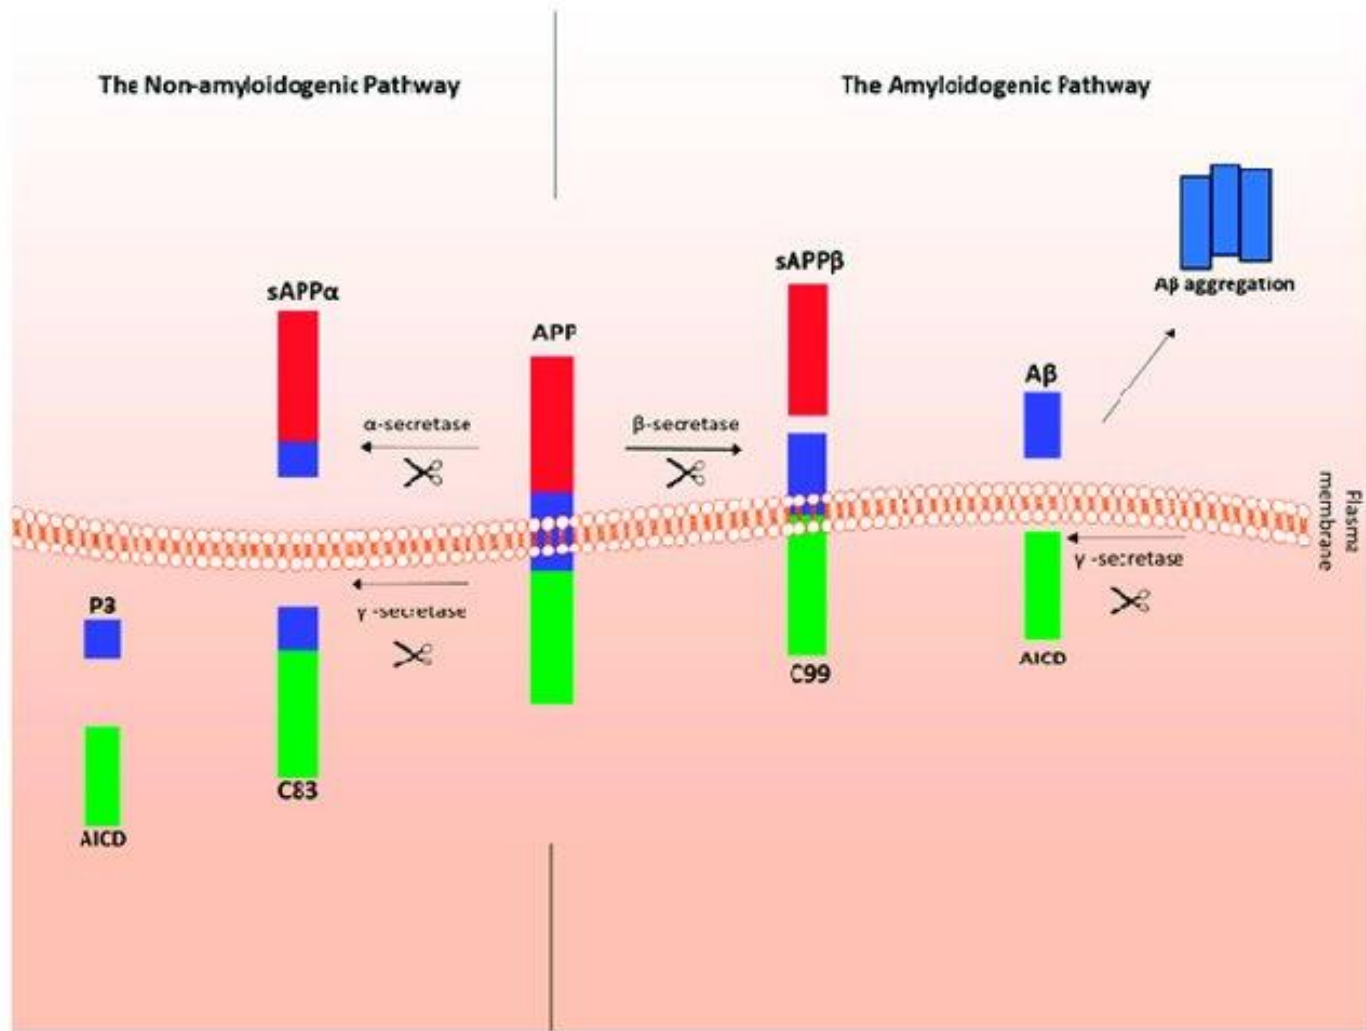 The Non-amyloidogenic Pathway
The Amyloidogenic Pathway
sAPPα
APP
sAPPβ
Aβ aggregation
Aβ
α-secretase
β-secretase
Plasma
membrane
P3
γ -secretase
γ -secretase
C99
AICD
C83
AICD